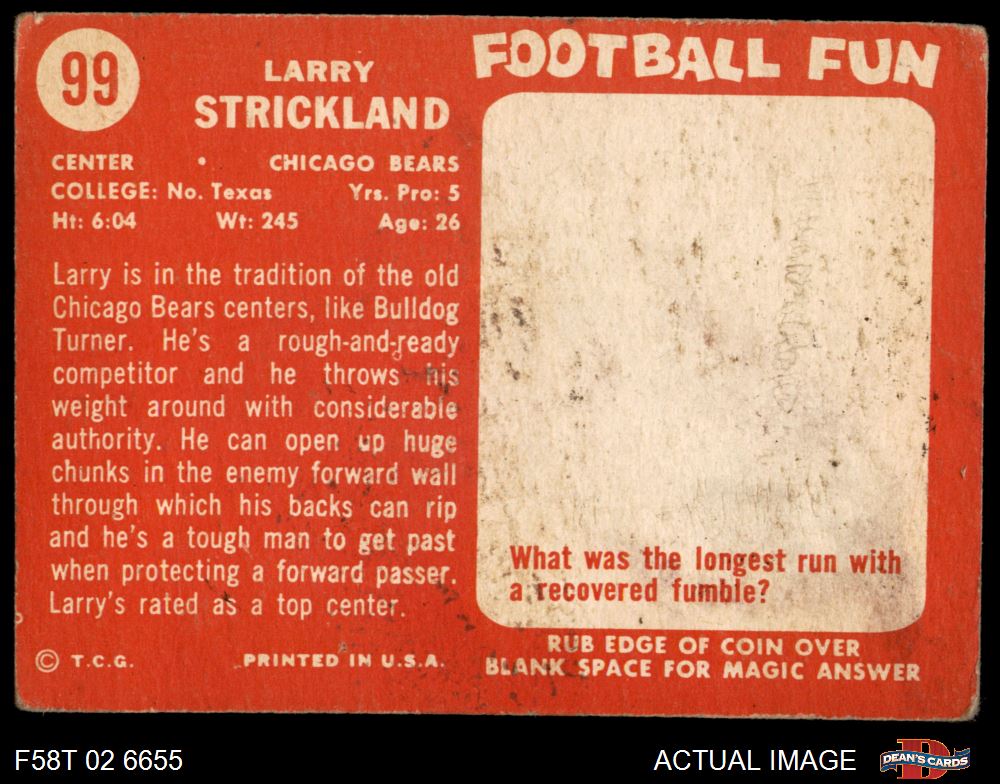 99
LARRY
STRICKLAND
CENTER • CHICAGO BEARS
COLLEGE: No. Texas Yrs. Pro: 5
Ht: 6:04 Wt: 245 Age: 26
Larry is in the tradition of the old
Chicago Bears centers, like Bulldog
Turner. He's a rough-and-ready
competitor and he throws his
weight around with considerable
authority. He can open up huge
chunks in the enemy forward wall
through which his backs can rip
and he's a tough man to get past
when protecting a forward passer.
Larry's rated as a top center.
© T.C.G. PRINTED IN U.S.A.
FOOTBALL FUN
What was the longest run with
a recovered fumble?
RUB EDGE OF COIN OVER
BLANK SPACE FOR MAGIC ANSWER
F58T 02 6655
ACTUAL IMAGE
DEAN'S CARDS